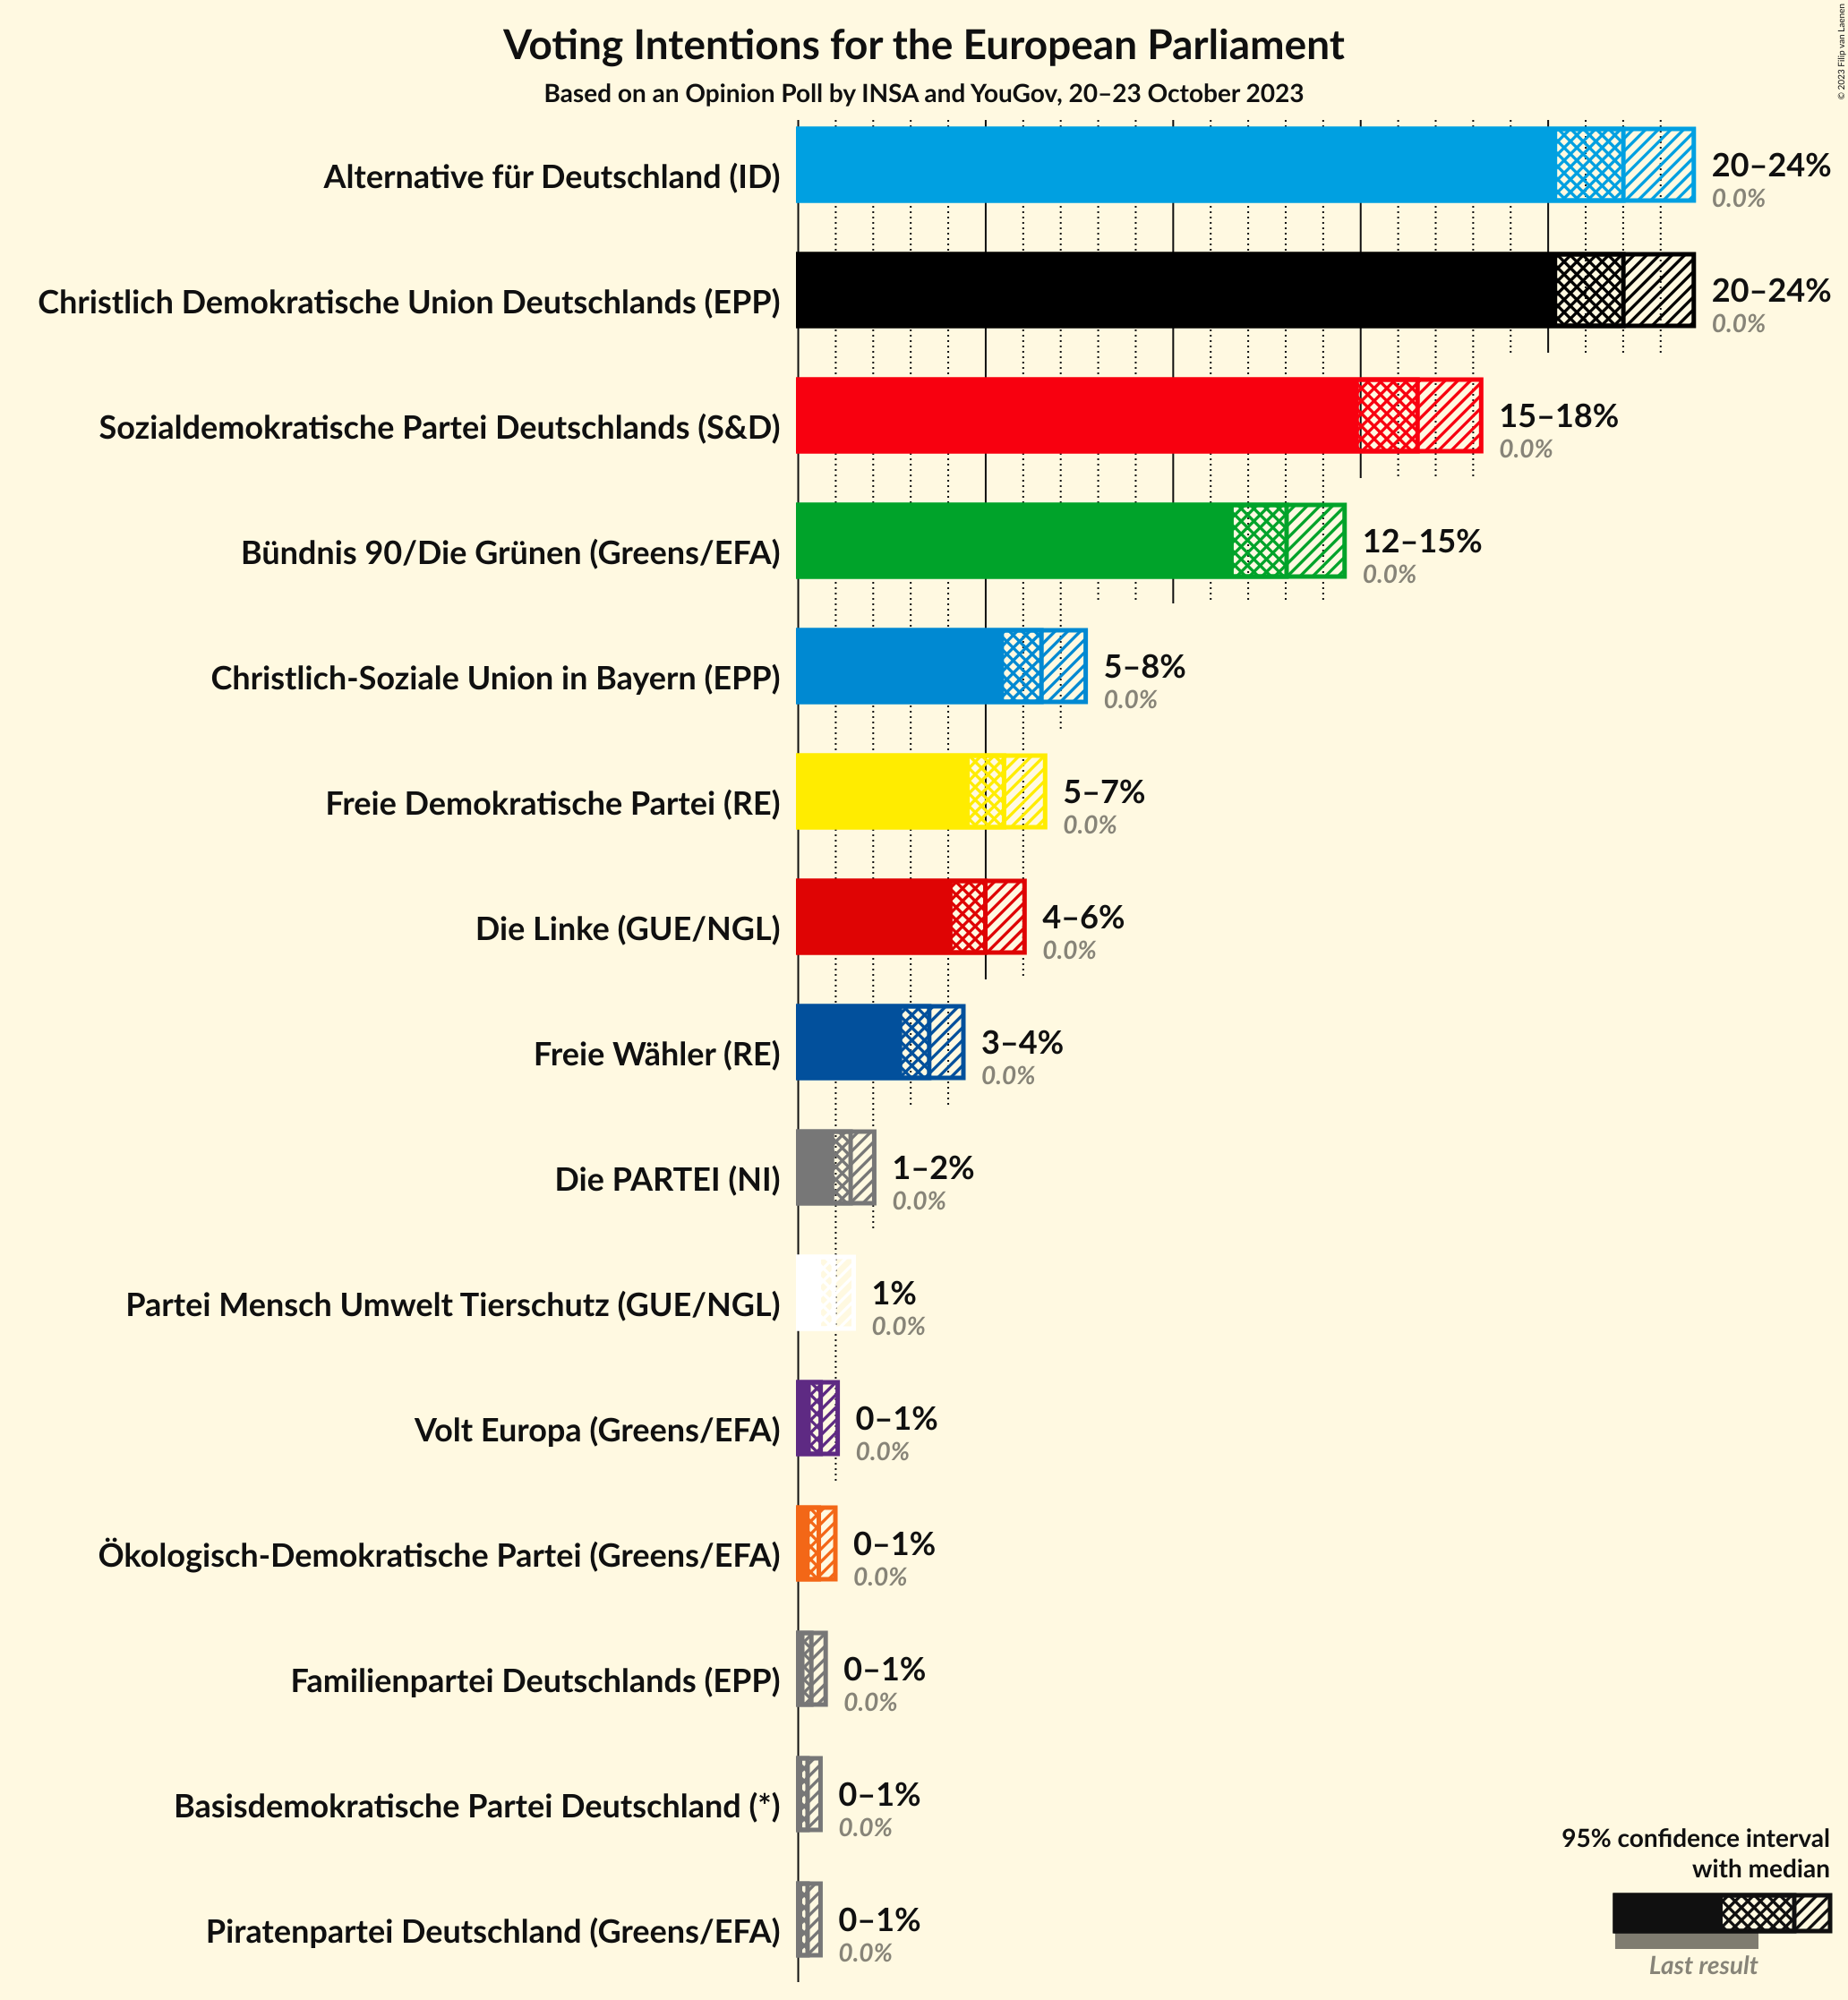 Voting Intentions for the European Parliament
Based on an Opinion Poll by INSA and YouGov, 20–23 October 2023
© 2023 Filip van Laenen
Alternative für Deutschland (ID)
20–24%
0.0%
Christlich Demokratische Union Deutschlands (EPP)
20–24%
0.0%
Sozialdemokratische Partei Deutschlands (S&D)
15–18%
0.0%
Bündnis 90/Die Grünen (Greens/EFA)
12–15%
0.0%
Christlich-Soziale Union in Bayern (EPP)
5–8%
0.0%
Freie Demokratische Partei (RE)
5–7%
0.0%
Die Linke (GUE/NGL)
4–6%
0.0%
Freie Wähler (RE)
3–4%
0.0%
Die PARTEI (NI)
1–2%
0.0%
Partei Mensch Umwelt Tierschutz (GUE/NGL)
1%
0.0%
Volt Europa (Greens/EFA)
0–1%
0.0%
Ökologisch-Demokratische Partei (Greens/EFA)
0–1%
0.0%
Familienpartei Deutschlands (EPP)
0–1%
0.0%
Basisdemokratische Partei Deutschland (*)
0–1%
0.0%
Piratenpartei Deutschland (Greens/EFA)
0–1%
0.0%
95% confidence interval
with median
Last result